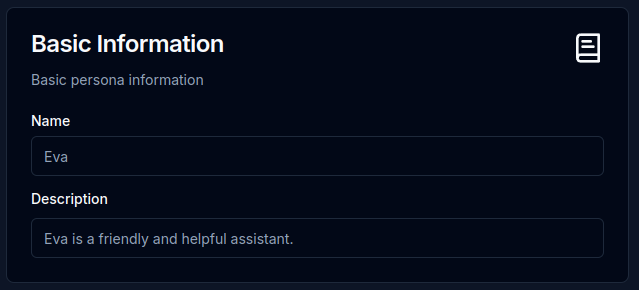 Basic Information
Basic persona information
Name
Eva
Description
Eva is a friendly and helpful assistant.